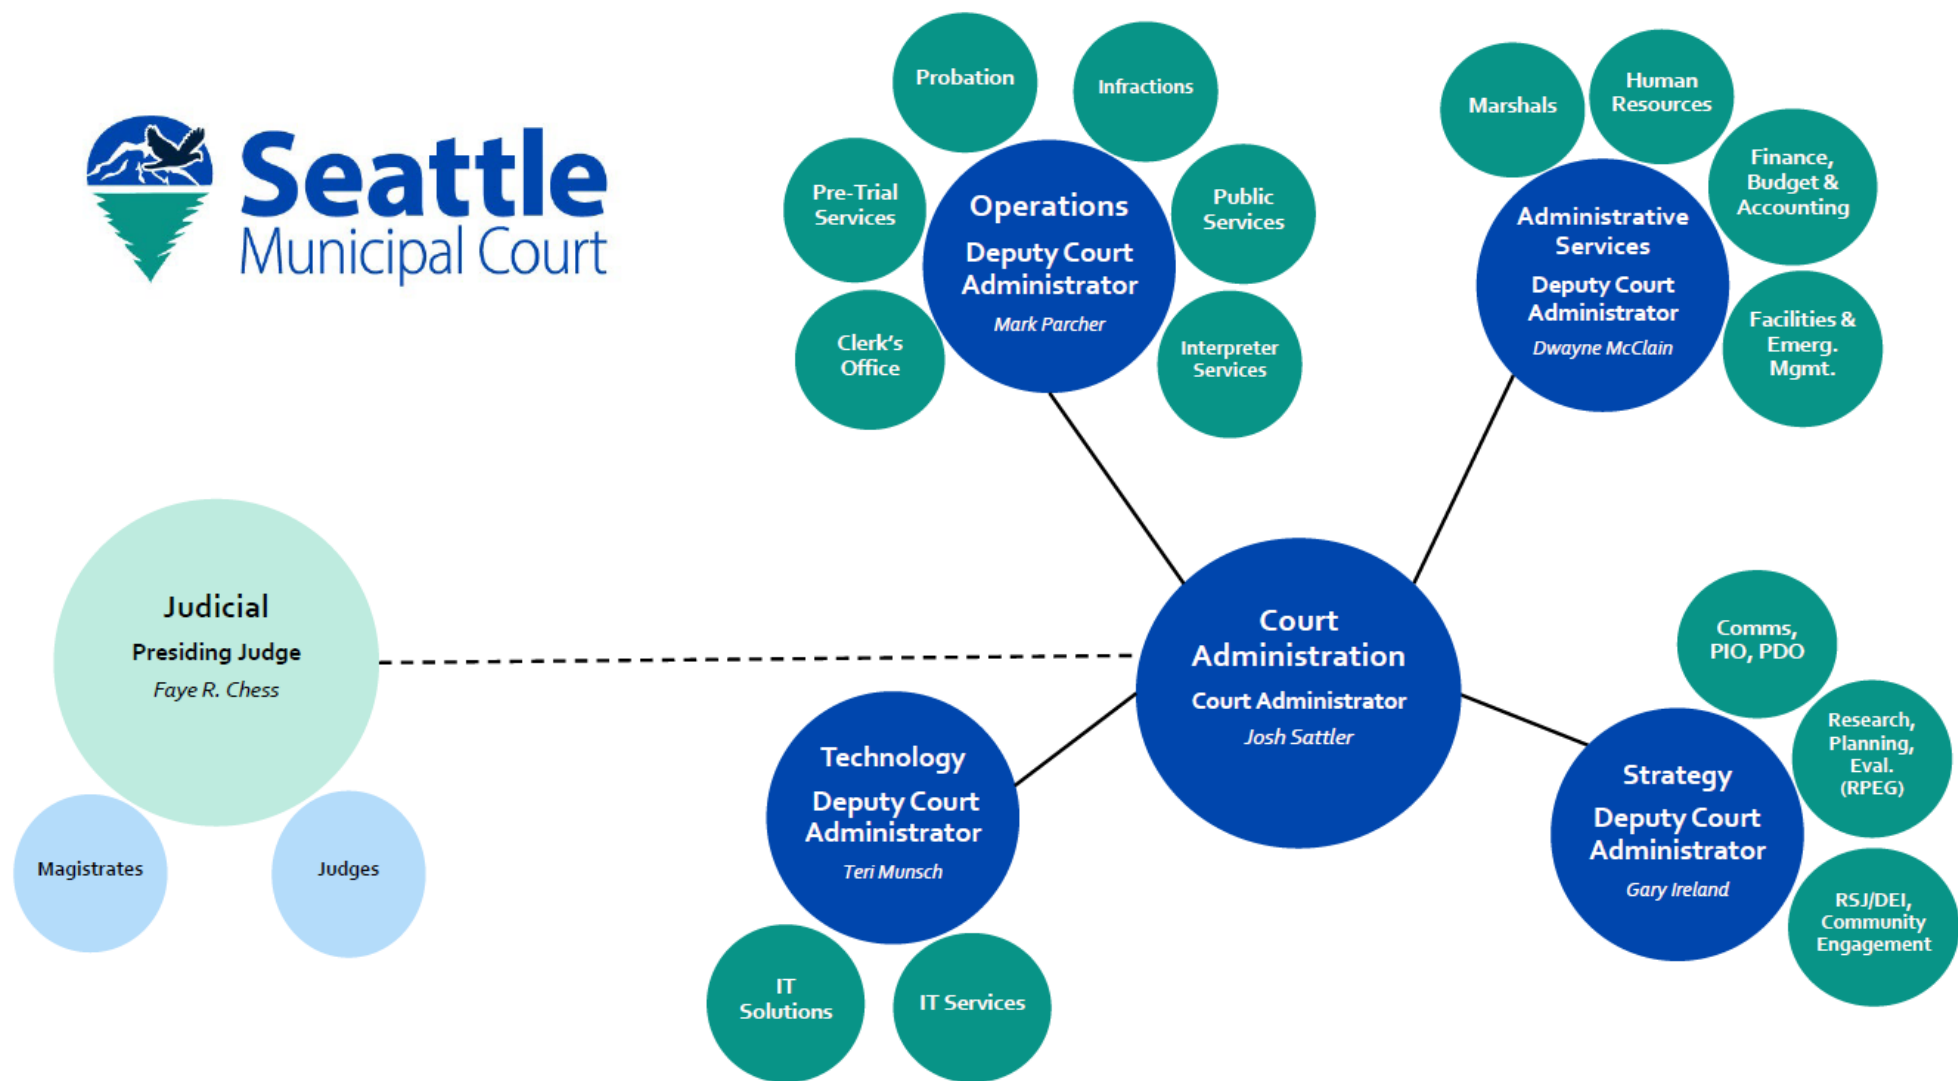 Seattle
Municipal Court
Probation
Infractions
Pre-Trial
Services
Public
Services
Clerk's
Office
Interpreter
Services
Operations
Deputy Court
Administrator
Mark Parcher
Marshals
Human
Resources
Finance,
Budget &
Accounting
Facilities &
Emerg.
Mgmt.
Administrative
Services
Deputy Court
Administrator
Dwayne McClain
Judicial
Presiding Judge
Faye R. Chess
Magistrates
Judges
Court
Administration
Court Administrator
Josh Sattler
Technology
Deputy Court
Administrator
Teri Munsch
IT
Solutions
IT Services
Strategy
Deputy Court
Administrator
Gary Ireland
Comms,
PIO, PDO
Research,
Planning,
Eval.
(RPEG)
RSJ/DEI,
Community
Engagement